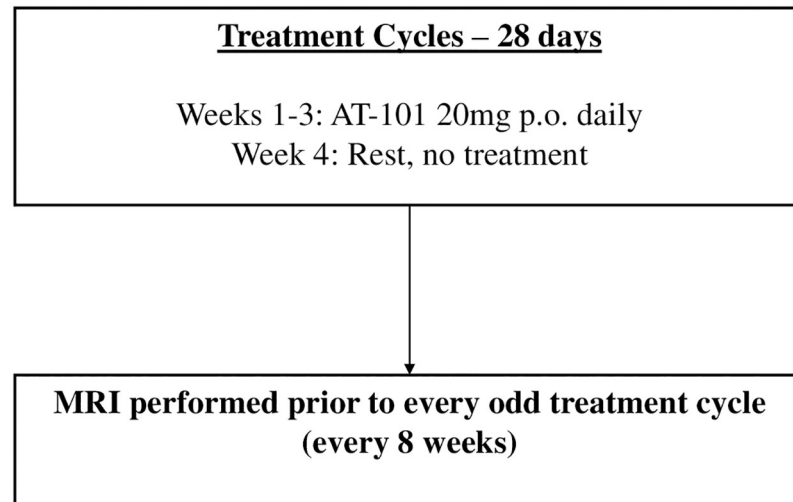 Treatment Cycles – 28 days
Weeks 1-3: AT-101 20mg p.o. daily
Week 4: Rest, no treatment
MRI performed prior to every odd treatment cycle
(every 8 weeks)